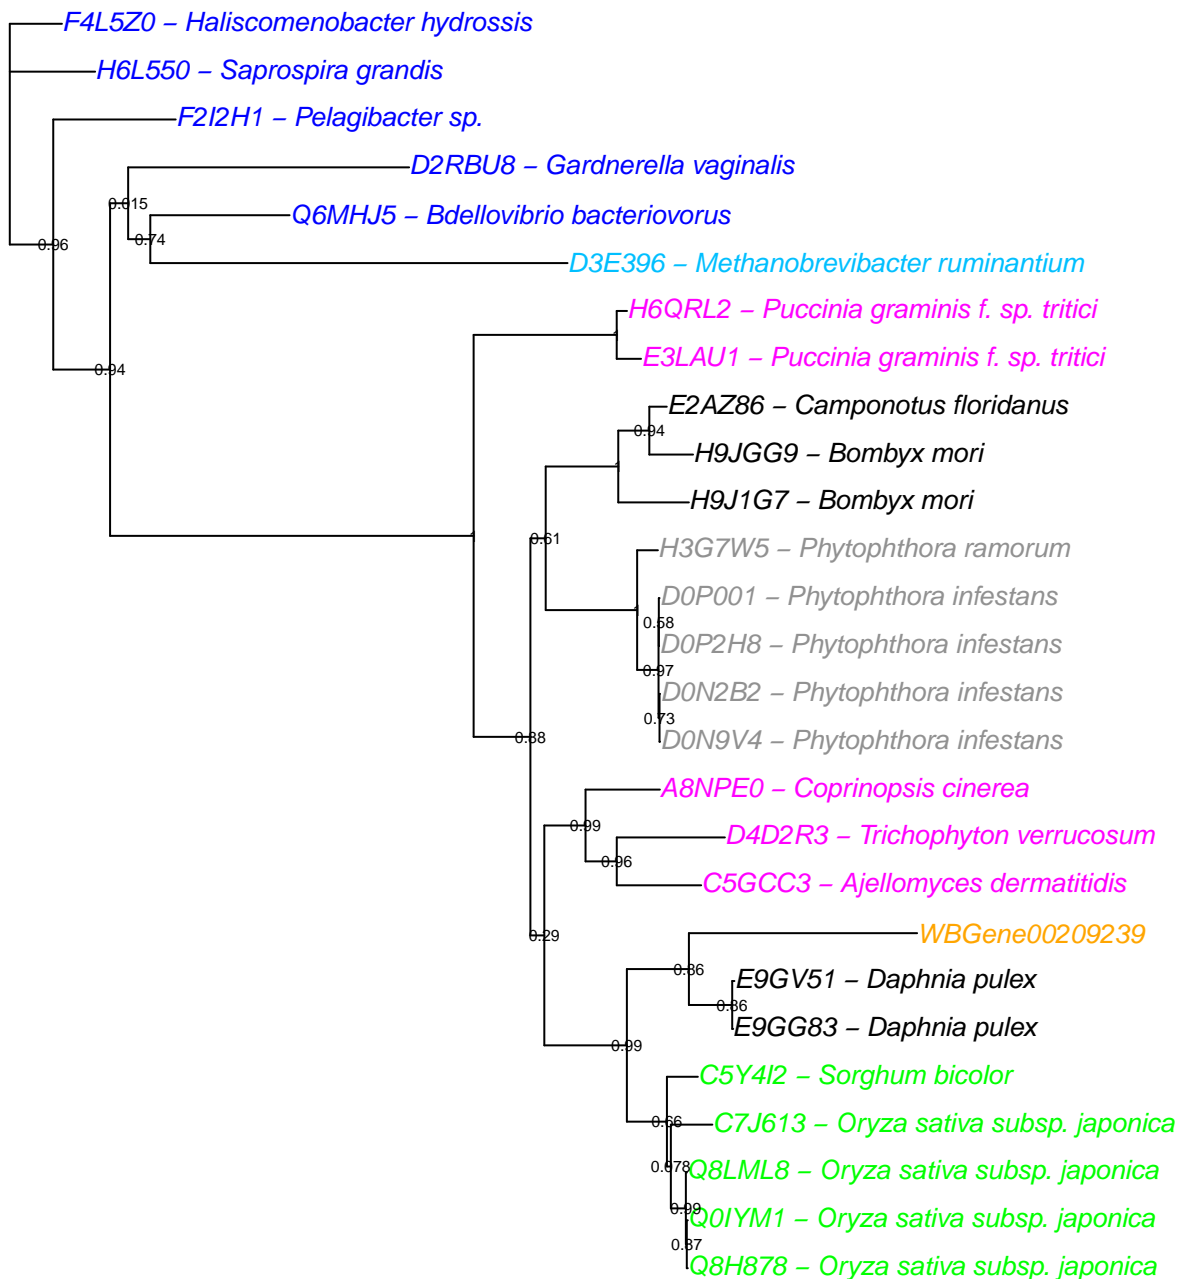 F4L5Z0 – Haliscomenobacter hydrossis
H6L550 – Saprospira grandis
F2I2H1 – Pelagibacter sp.
D2RBU8 – Gardnerella vaginalis
0.015
Q6MHJ5 – Bdellovibrio bacteriovorus
0.74
0.96
D3E396 – Methanobrevibacter ruminantium
H6QRL2 – Puccinia graminis f. sp. tritici
1
E3LAU1 – Puccinia graminis f. sp. tritici
0.94
E2AZ86 – Camponotus floridanus
0.94
H9JGG9 – Bombyx mori
1
H9J1G7 – Bombyx mori
1
0.61
H3G7W5 – Phytophthora ramorum
D0P001 – Phytophthora infestans
1
0.58
D0P2H8 – Phytophthora infestans
0.97
D0N2B2 – Phytophthora infestans
0.73
D0N9V4 – Phytophthora infestans
0.88
A8NPE0 – Coprinopsis cinerea
0.99
D4D2R3 – Trichophyton verrucosum
0.96
C5GCC3 – Ajellomyces dermatitidis
WBGene00209239
0.29
0.86
E9GV51 – Daphnia pulex
0.86
E9GG83 – Daphnia pulex
0.99
C5Y4I2 – Sorghum bicolor
0.66
C7J613 – Oryza sativa subsp. japonica
0.078
Q8LML8 – Oryza sativa subsp. japonica
0.99
Q0IYM1 – Oryza sativa subsp. japonica
0.87
Q8H878 – Oryza sativa subsp. japonica